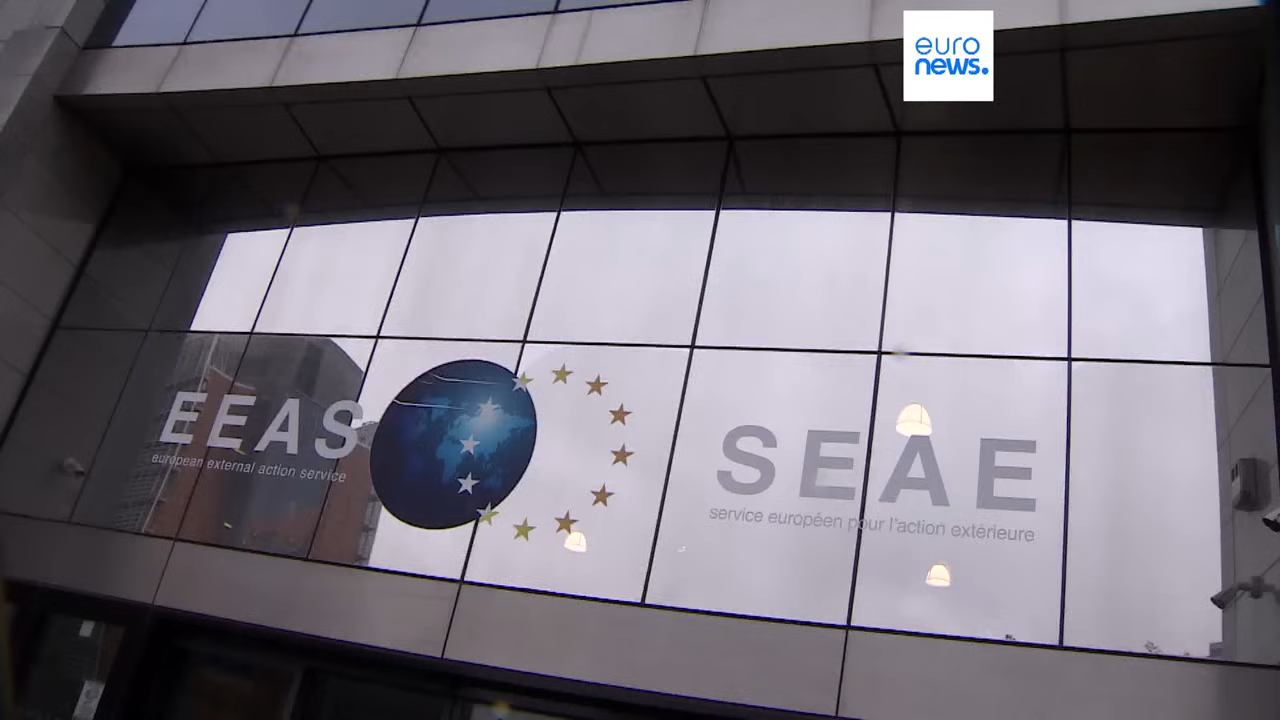 euro
news.
EEAS
european external action service
SEAE
service européen pour l'action extérieure